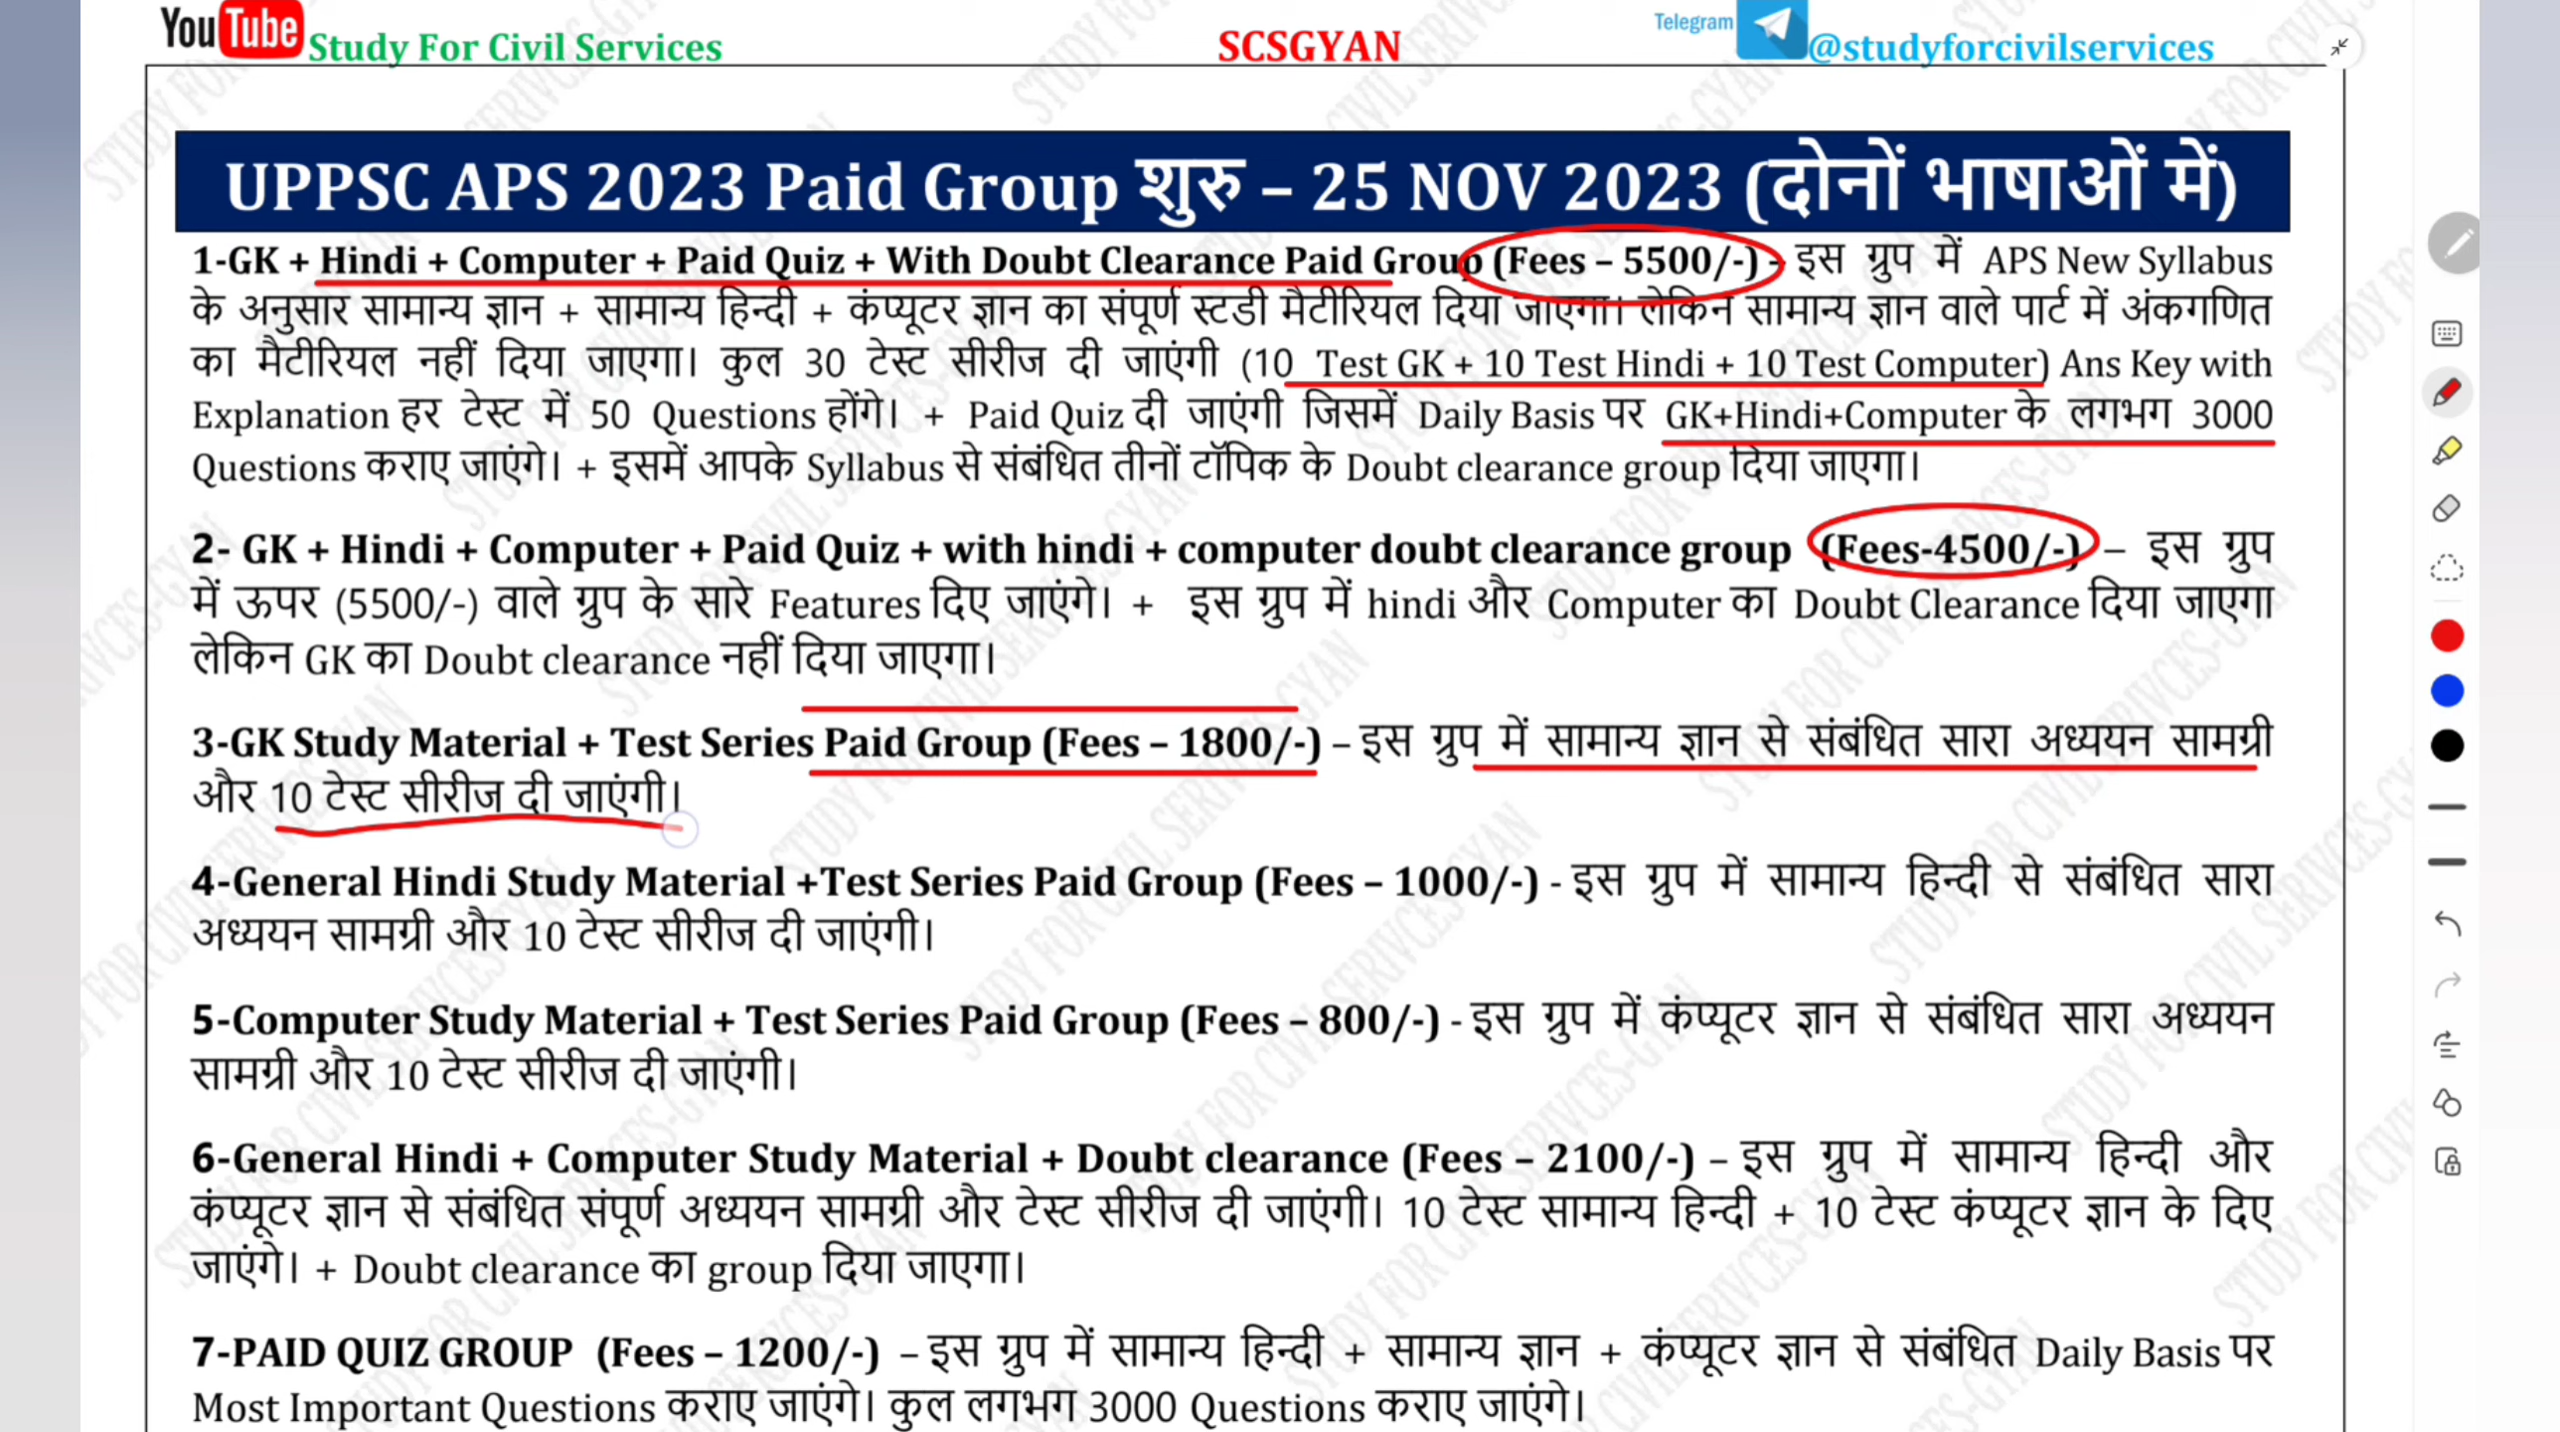 YouTube Study For Civil Services SCSGYAN Telegram @studyforcivilservices
UPPSC APS 2023 Paid Group शुरु – 25 NOV 2023 (दोनों भाषाओं में)
1-GK + Hindi + Computer + Paid Quiz + With Doubt Clearance Paid Group (Fees – 5500/-) - इस ग्रुप में APS New Syllabus
के अनुसार सामान्य ज्ञान + सामान्य हिन्दी + कंप्यूटर ज्ञान का संपूर्ण स्टडी मैटीरियल दिया जाएगा। लेकिन सामान्य ज्ञान वाले पार्ट में अंकगणित
का मैटीरियल नहीं दिया जाएगा। कुल 30 टेस्ट सीरीज दी जाएंगी (10 Test GK + 10 Test Hindi + 10 Test Computer) Ans Key with
Explanation हर टेस्ट में 50 Questions होंगे। + Paid Quiz दी जाएंगी जिसमें Daily Basis पर GK+Hindi+Computer के लगभग 3000
Questions कराए जाएंगे। + इसमें आपके Syllabus से संबंधित तीनों टॉपिक के Doubt clearance group दिया जाएगा।
2- GK + Hindi + Computer + Paid Quiz + with hindi + computer doubt clearance group (Fees-4500/-) – इस ग्रुप
में ऊपर (5500/-) वाले ग्रुप के सारे Features दिए जाएंगे। + इस ग्रुप में hindi और Computer का Doubt Clearance दिया जाएगा
लेकिन GK का Doubt clearance नहीं दिया जाएगा।
3-GK Study Material + Test Series Paid Group (Fees – 1800/-) – इस ग्रुप में सामान्य ज्ञान से संबंधित सारा अध्ययन सामग्री
और 10 टेस्ट सीरीज दी जाएंगी।
4-General Hindi Study Material +Test Series Paid Group (Fees – 1000/-) - इस ग्रुप में सामान्य हिन्दी से संबंधित सारा
अध्ययन सामग्री और 10 टेस्ट सीरीज दी जाएंगी।
5-Computer Study Material + Test Series Paid Group (Fees – 800/-) - इस ग्रुप में कंप्यूटर ज्ञान से संबंधित सारा अध्ययन
सामग्री और 10 टेस्ट सीरीज दी जाएंगी।
6-General Hindi + Computer Study Material + Doubt clearance (Fees – 2100/-) – इस ग्रुप में सामान्य हिन्दी और
कंप्यूटर ज्ञान से संबंधित संपूर्ण अध्ययन सामग्री और टेस्ट सीरीज दी जाएंगी। 10 टेस्ट सामान्य हिन्दी + 10 टेस्ट कंप्यूटर ज्ञान के दिए
जाएंगे। + Doubt clearance का group दिया जाएगा।
7-PAID QUIZ GROUP (Fees – 1200/-) – इस ग्रुप में सामान्य हिन्दी + सामान्य ज्ञान + कंप्यूटर ज्ञान से संबंधित Daily Basis पर
Most Important Questions कराए जाएंगे। कुल लगभग 3000 Questions कराए जाएंगे।
STUDY FOR CIVIL SERIVCES-GYAN